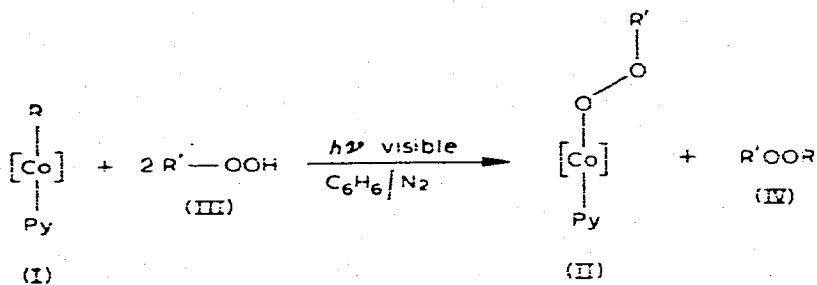 R'
O
O
R
[Co] + 2 R'—OOH hν visible [Co] + R'OOR
C6H6/N2
(III) (IV)
Py Py
(I) (II)